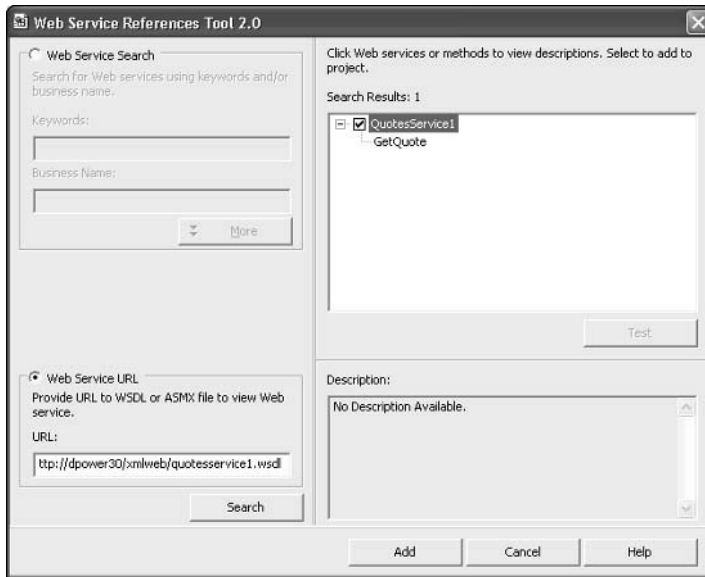 Web Service References Tool 2.0
Web Service Search
Search for Web services using keywords and/or
business name.
Keywords:
Business Name:
More
Web Service URL
Provide URL to WSDL or ASMX file to view Web
service.
URL:
ttp://dpower30/xmlweb/quotesservice1.wsdl
Search
Click Web services or methods to view descriptions. Select to add to
project.
Search Results: 1
QuotesService1
GetQuote
Test
Description:
No Description Available.
Add
Cancel
Help